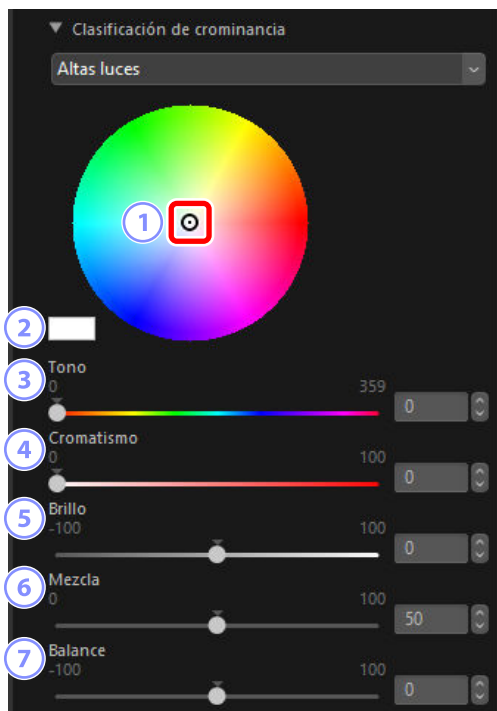 Clasificación de crominancia
Altas luces
1
2
3
Tono
0 359
0
4
Cromatismo
0 100
0
5
Brillo
-100 100
0
6
Mezcla
0 100
50
7
Balance
-100 100
0